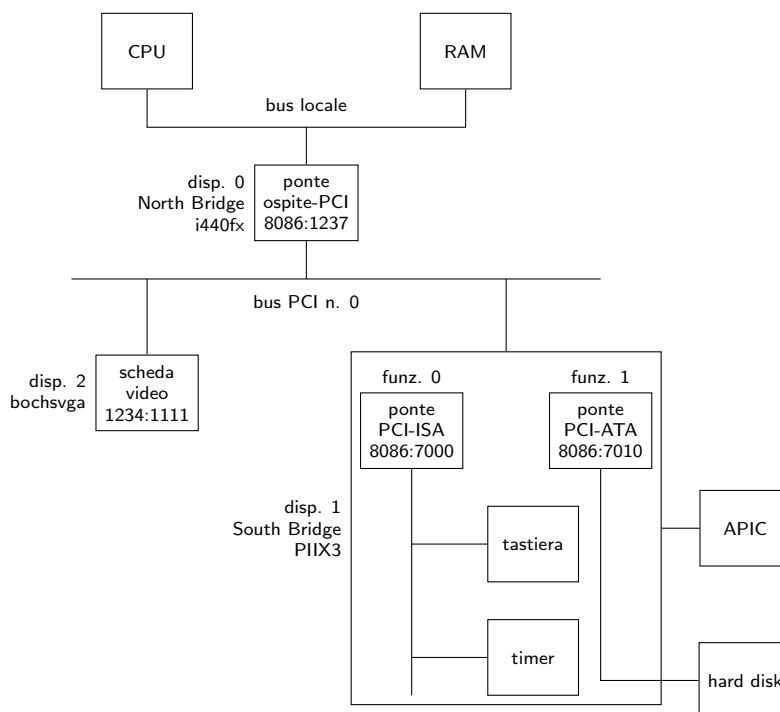 CPU
RAM
bus locale
disp. 0
North Bridge
i440fx
ponte
ospite-PCI
8086:1237
bus PCI n. 0
disp. 2
bochsvga
scheda
video
1234:1111
funz. 0
ponte
PCI-ISA
8086:7000
funz. 1
ponte
PCI-ATA
8086:7010
disp. 1
South Bridge
PIIX3
tastiera
APIC
timer
hard disk